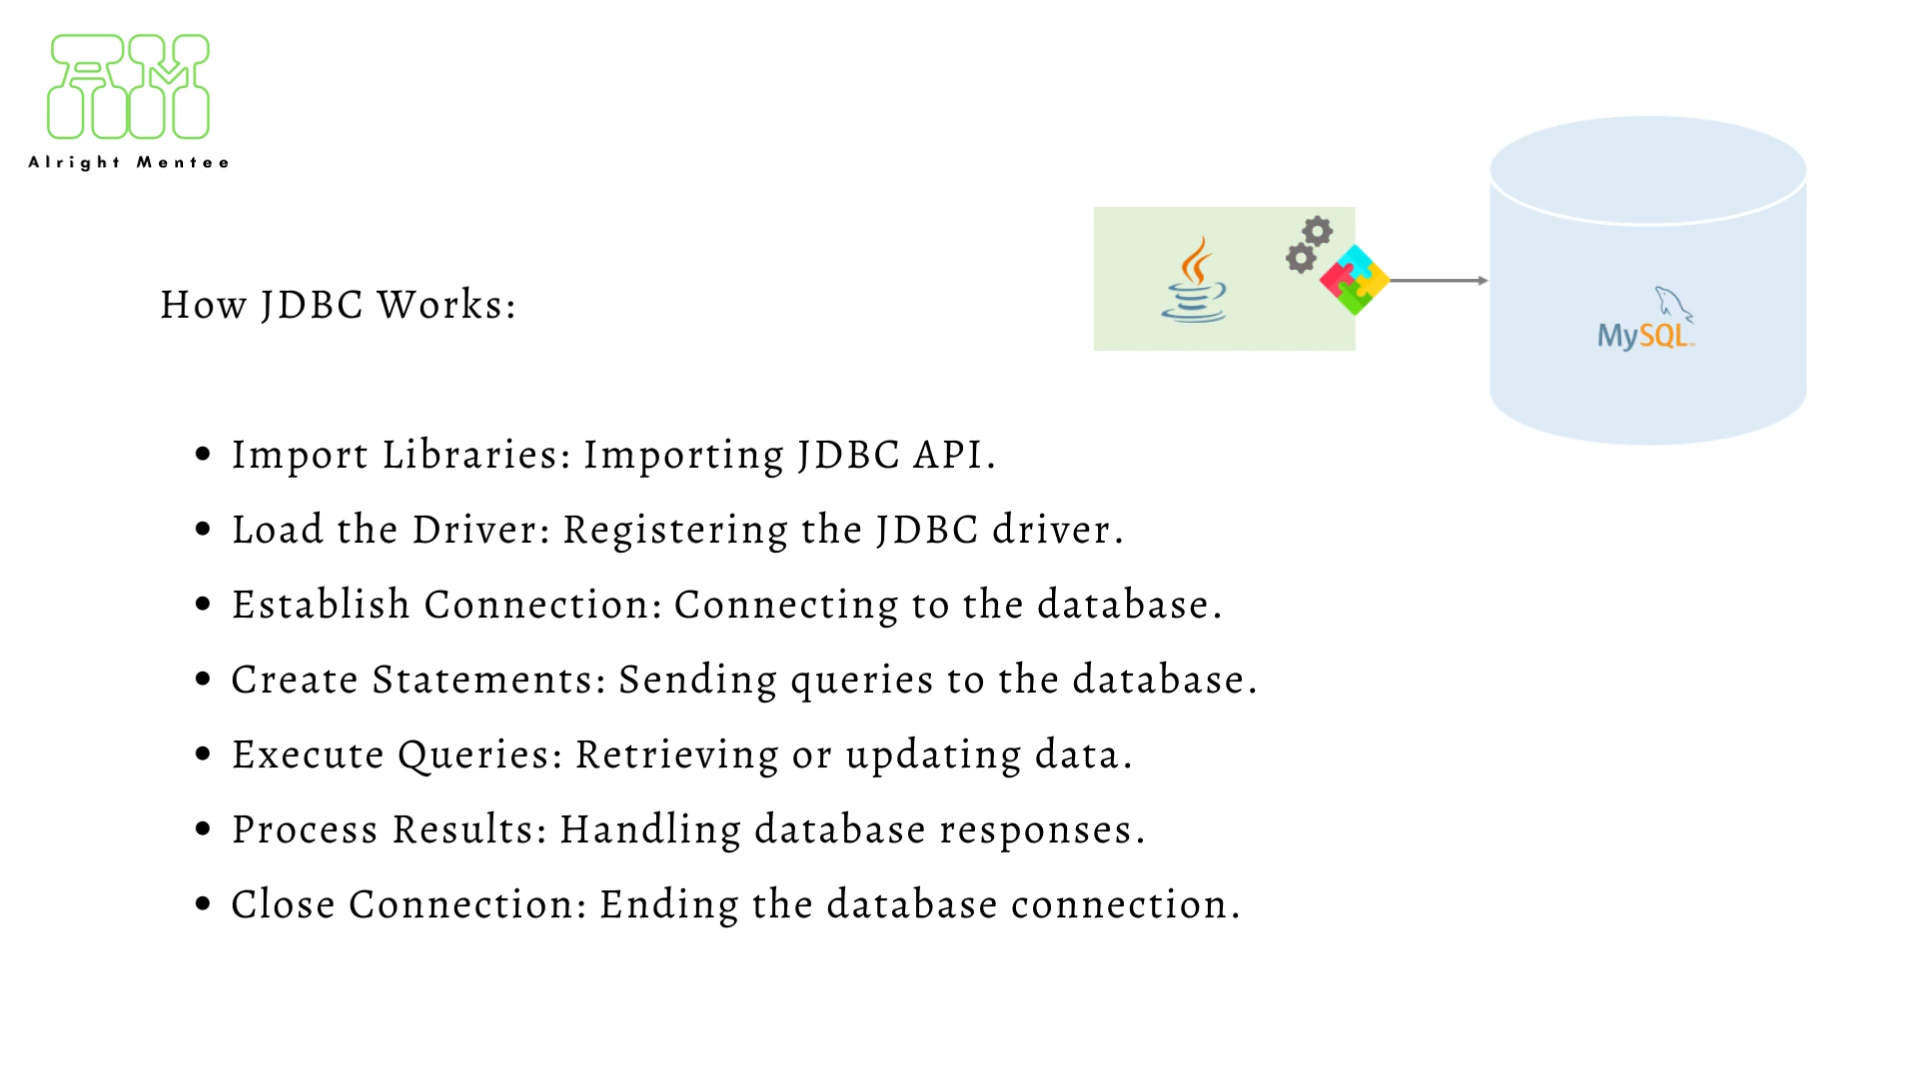 Alright Mentee
MySQL
How JDBC Works:
• Import Libraries: Importing JDBC API.
• Load the Driver: Registering the JDBC driver.
• Establish Connection: Connecting to the database.
• Create Statements: Sending queries to the database.
• Execute Queries: Retrieving or updating data.
• Process Results: Handling database responses.
• Close Connection: Ending the database connection.